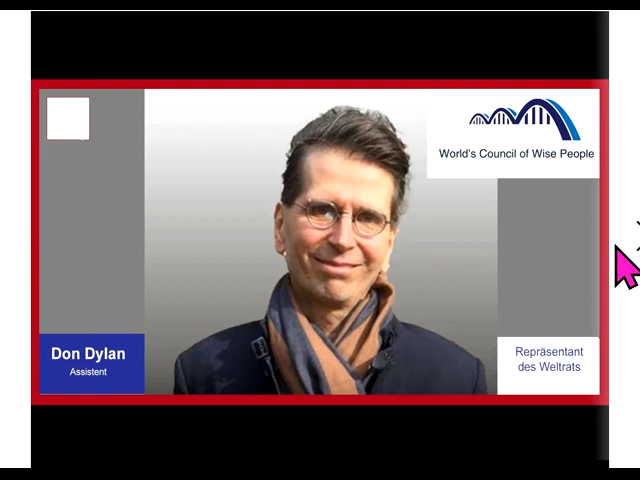 World's Council of Wise People
Don Dylan
Assistent
Repräsentant
des Weltrats